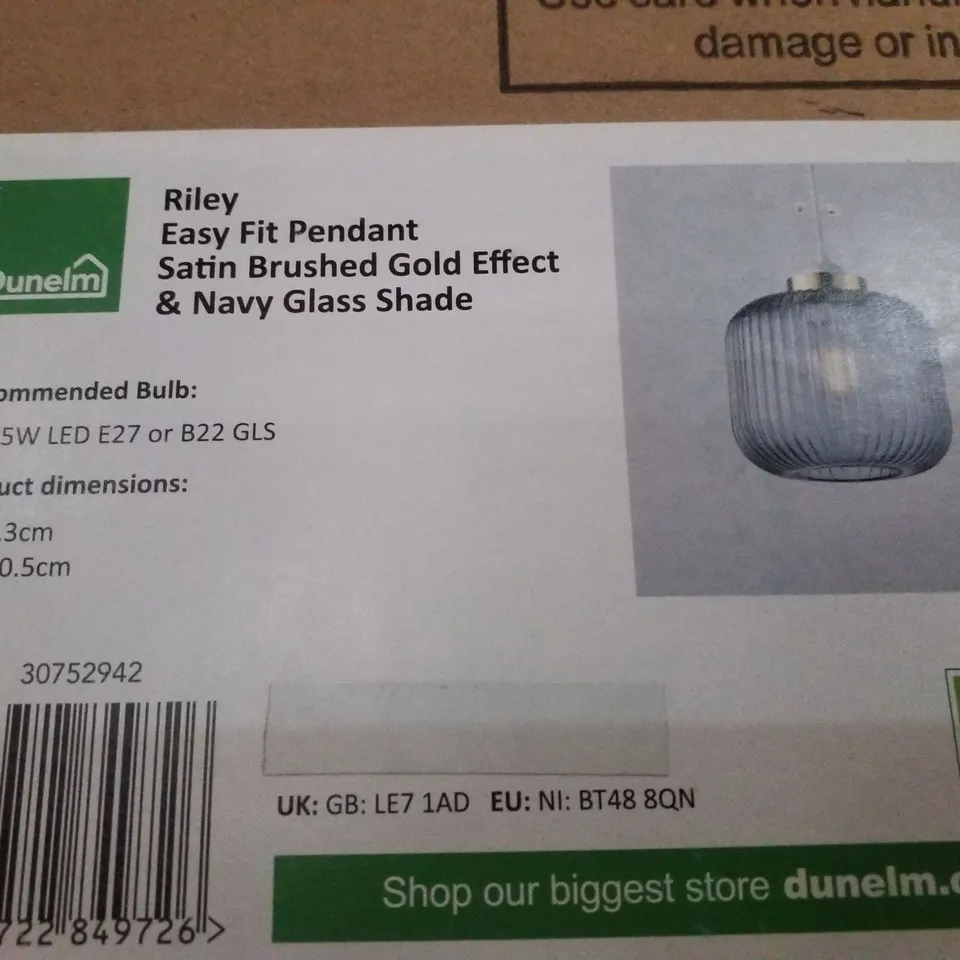 damage or in
Dunelm
Riley
Easy Fit Pendant
Satin Brushed Gold Effect
& Navy Glass Shade
ommended Bulb:
5W LED E27 or B22 GLS
uct dimensions:
.3cm
0.5cm
30752942
722 849726 >
UK: GB: LE7 1AD EU: NI: BT48 8QN
Shop our biggest store dunelm.c